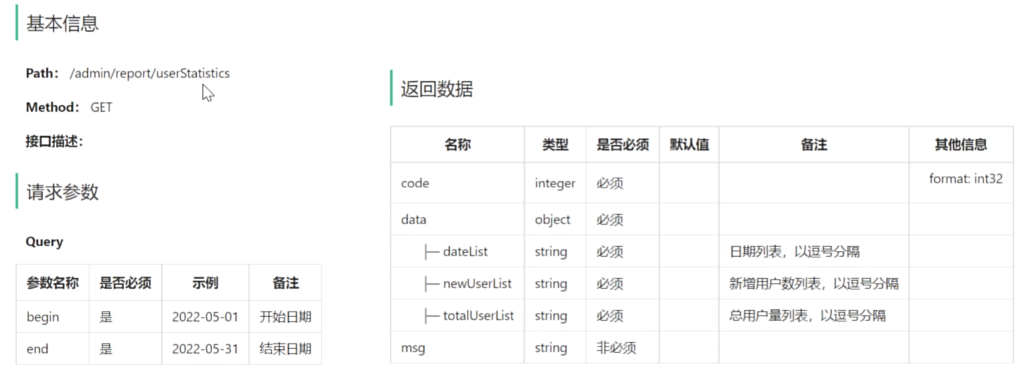 基本信息
Path： /admin/report/userStatistics
Method： GET
接口描述：
请求参数
Query
参数名称 是否必须 示例 备注
begin 是 2022-05-01 开始日期
end 是 2022-05-31 结束日期
返回数据
名称 类型 是否必须 默认值 备注 其他信息
code integer 必须 format: int32
data object 必须
├─ dateList string 必须 日期列表，以逗号分隔
├─ newUserList string 必须 新增用户数列表，以逗号分隔
├─ totalUserList string 必须 总用户量列表，以逗号分隔
msg string 非必须